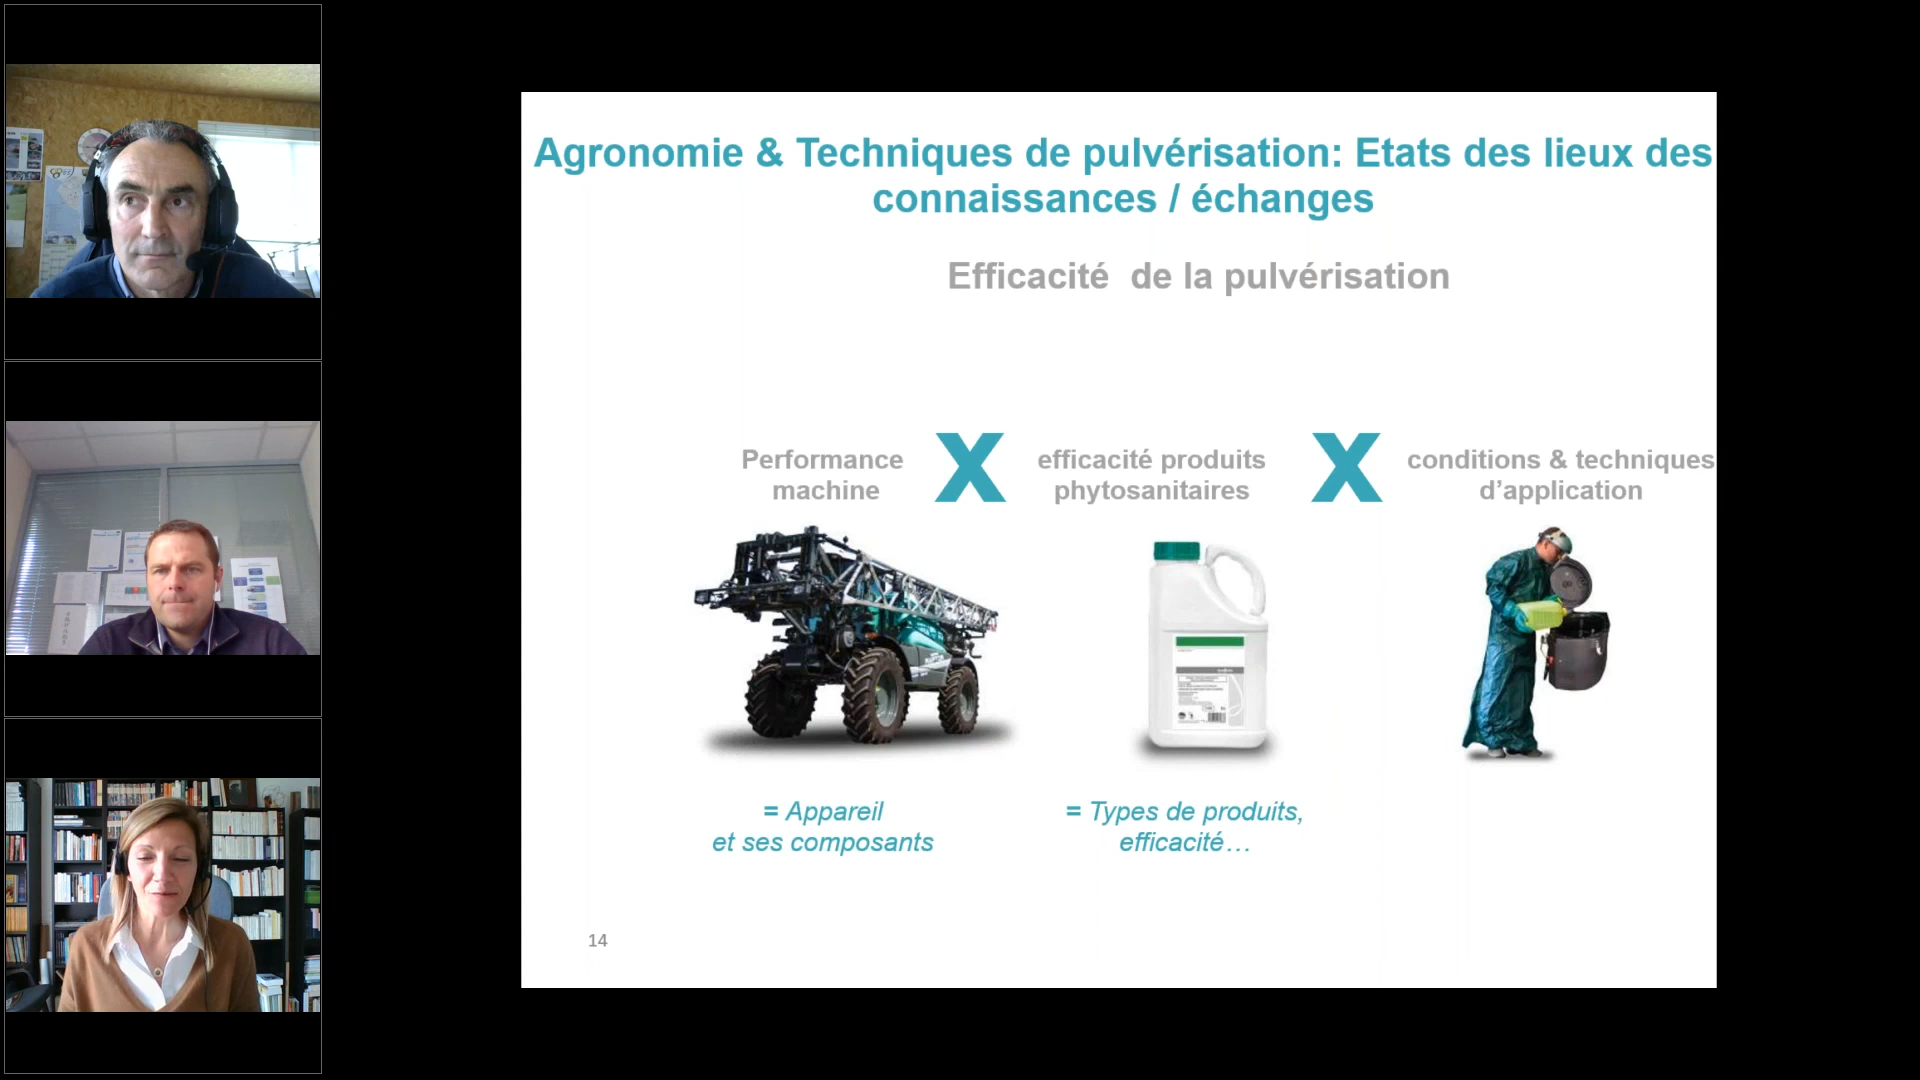 Agronomie & Techniques de pulvérisation: Etats des lieux des
connaissances / échanges
Efficacité  de la pulvérisation
Performance
machine
X
efficacité produits
phytosanitaires
X
conditions & techniques
d’application
= Appareil
et ses composants
= Types de produits,
efficacité…
14